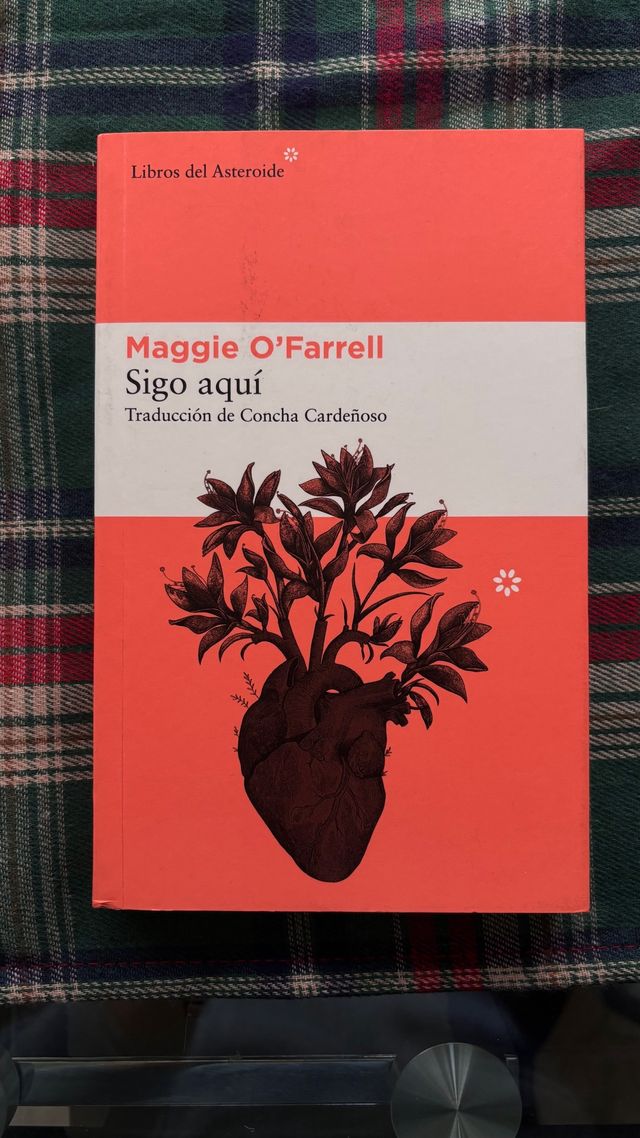 Libros del Asteroide
Maggie O'Farrell
Sigo aquí
Traducción de Concha Cardeñoso